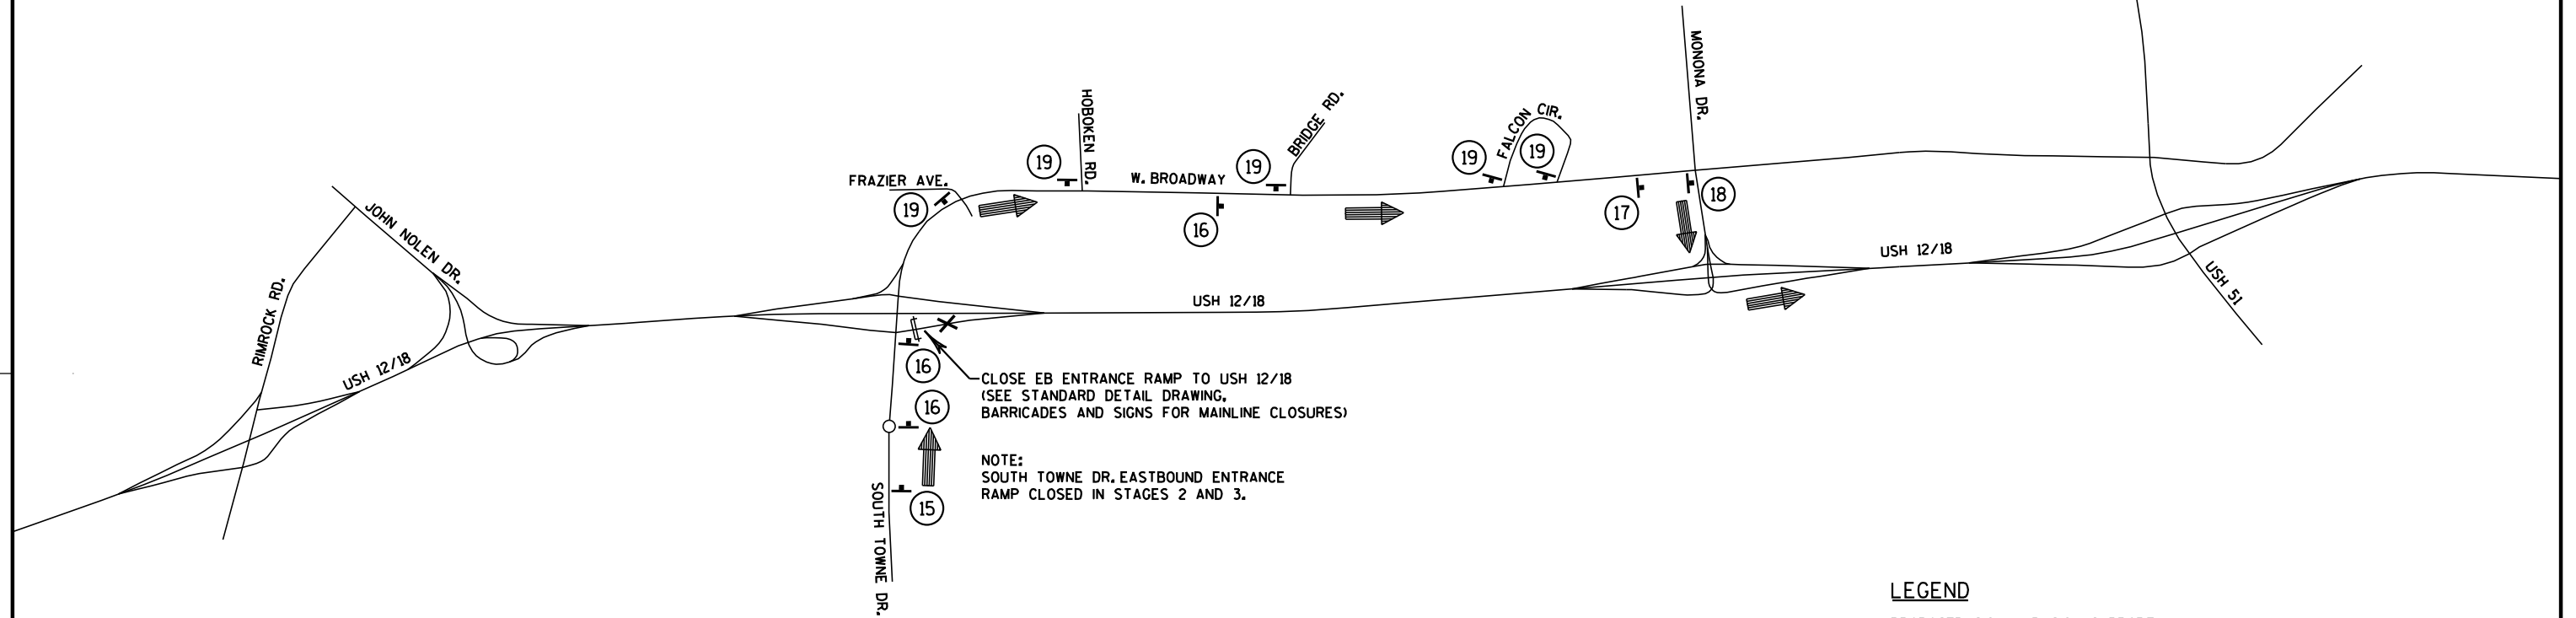 MONONA DR.
HOBOKEN RD.
BRIDGE RD.
FALCON CIR.
19
19
19
19
FRAZIER AVE.
W. BROADWAY
19
16
17
18
JOHN NOLEN DR.
RIMROCK RD.
USH 12/18
USH 12/18
USH 12/18
USH 51
16
CLOSE EB ENTRANCE RAMP TO USH 12/18
(SEE STANDARD DETAIL DRAWING,
BARRICADES AND SIGNS FOR MAINLINE CLOSURES)
16
NOTE:
SOUTH TOWNE DR. EASTBOUND ENTRANCE
RAMP CLOSED IN STAGES 2 AND 3.
15
SOUTH TOWNE DR.
LEGEND